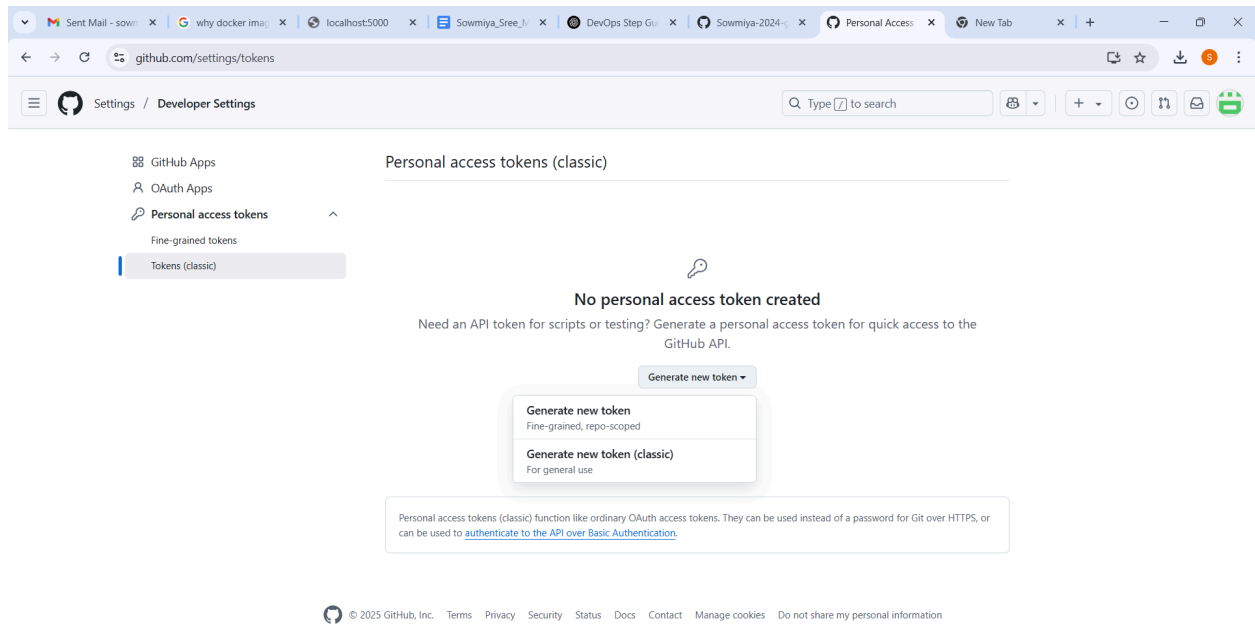 Sent Mail - sown
why docker imag
localhost:5000
Sowmiya_Sree_M
DevOps Step Gui
Sowmiya-2024-g
Personal Access
New Tab
github.com/settings/tokens
S
Settings / Developer Settings
Type / to search
GitHub Apps
OAuth Apps
Personal access tokens
Fine-grained tokens
Tokens (classic)
Personal access tokens (classic)
No personal access token created
Need an API token for scripts or testing? Generate a personal access token for quick access to the
GitHub API.
Generate new token
Generate new token
Fine-grained, repo-scoped
Generate new token (classic)
For general use
Personal access tokens (classic) function like ordinary OAuth access tokens. They can be used instead of a password for Git over HTTPS, or
can be used to authenticate to the API over Basic Authentication.
© 2025 GitHub, Inc. Terms Privacy Security Status Docs Contact Manage cookies Do not share my personal information